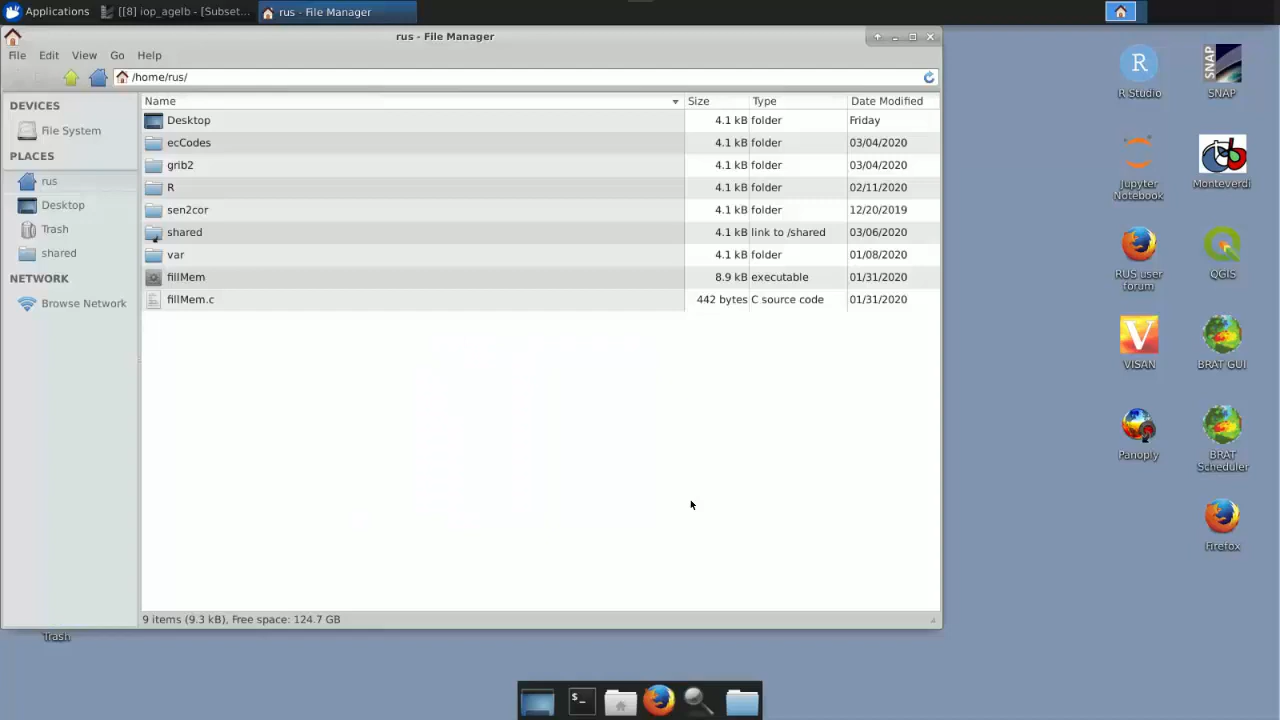 Applications
[[8] iop_agelb - [Subset...
rus - File Manager
rus - File Manager
File Edit View Go Help
/home/rus/
DEVICES
File System
PLACES
rus
Desktop
Trash
shared
NETWORK
Browse Network
Name Size Type Date Modified
Desktop 4.1 kB folder Friday
ecCodes 4.1 kB folder 03/04/2020
grib2 4.1 kB folder 03/04/2020
R 4.1 kB folder 02/11/2020
sen2cor 4.1 kB folder 12/20/2019
shared 4.1 kB link to /shared 03/06/2020
var 4.1 kB folder 01/08/2020
fillMem 8.9 kB executable 01/31/2020
fillMem.c 442 bytes C source code 01/31/2020
9 items (9.3 kB), Free space: 124.7 GB
Trash
R
R Studio
SNAP
SNAP
Jupyter
Notebook
Monteverdi
RUS user
forum
QGIS
V
VISAN
BRAT GUI
Panoply
BRAT
Scheduler
Firefox
$_